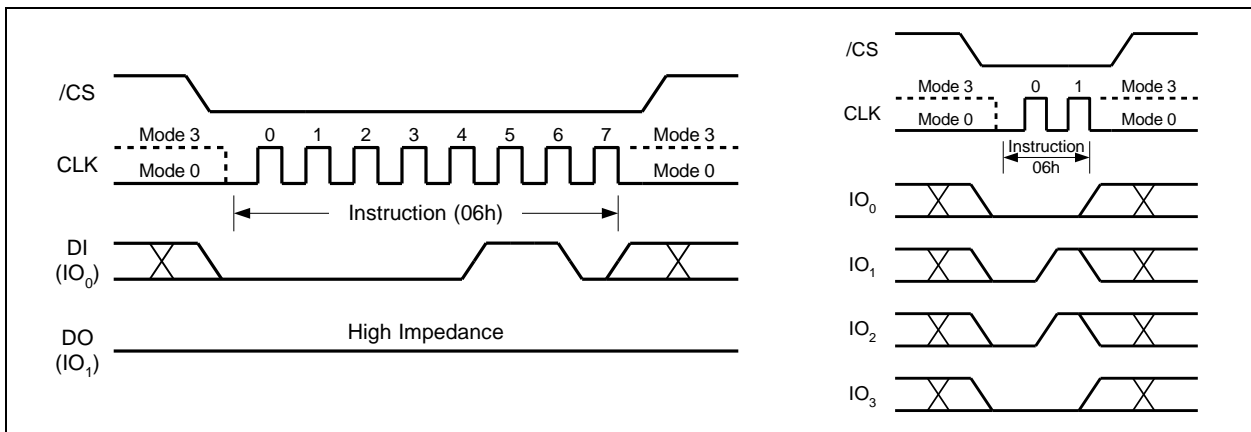 /CS
Mode 3 0 1 2 3 4 5 6 7 Mode 3
CLK Mode 0 Mode 0
Instruction (06h)
DI
(IO0)
DO High Impedance
(IO1)
/CS
Mode 3 0 1 Mode 3
CLK Mode 0 Mode 0
Instruction
06h
IO0
IO1
IO2
IO3